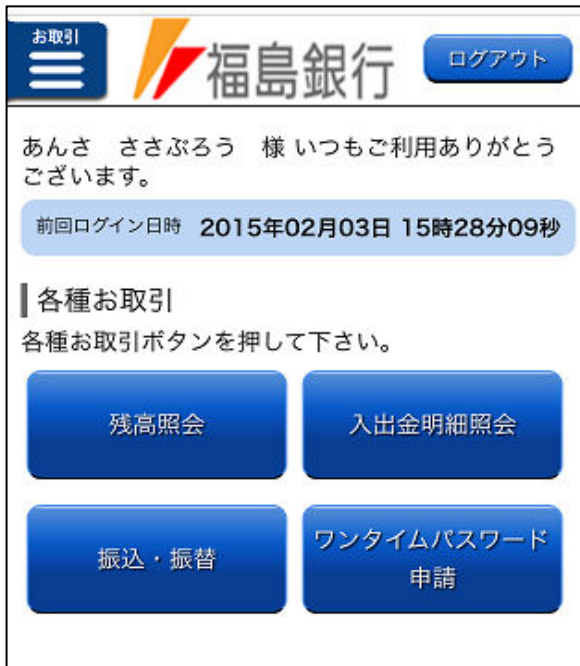 お取引
福島銀行
ログアウト
あんさ　ささぶろう　様 いつもご利用ありがとう
ございます。
前回ログイン日時 2015年02月03日 15時28分09秒
各種お取引
各種お取引ボタンを押して下さい。
残高照会
入出金明細照会
振込・振替
ワンタイムパスワード
申請